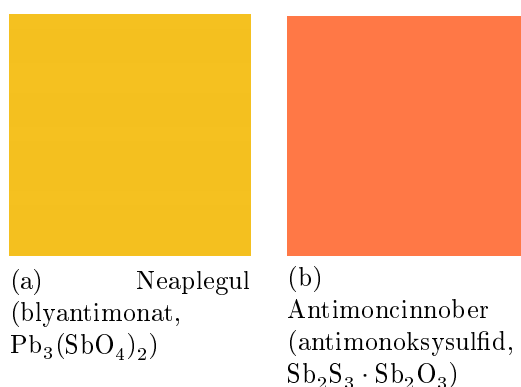 (a) Neaplegul
(blyantimonat,
Pb₃(SbO₄)₂)
(b)
Antimoncinnober
(antimonoksysulfid,
Sb₂S₃ · Sb₂O₃)